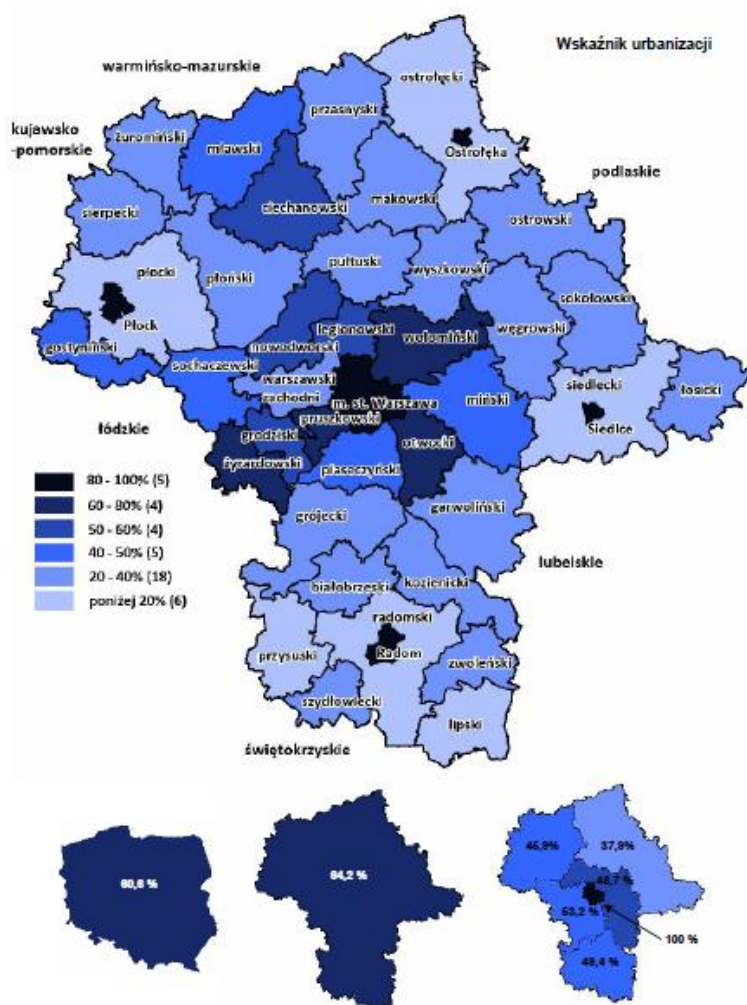 Wskaźnik urbanizacji
warmińsko-mazurskie
ostrołęcki
przasnyski
kujawsko
-pomorskie
żuromiński
mławski
Ostrołęka
podlaskie
ciechanowski
makowski
sierpecki
ostrowski
pułtuski
płocki
płoński
wyszkowski
sokołowski
Płock
legionowski
wołomiński
węgrowski
gostyniński
nowodworski
sochaczewski
warszawski
zachodni
siedlecki
łosicki
m. st. Warszawa
miński
Siedlce
pruszkowski
łódzkie
grodziski
otwocki
żyrardowski
piaseczyński
80 - 100% (5)
60 - 80% (4)
50 - 60% (4)
40 - 50% (5)
20 - 40% (18)
poniżej 20% (6)
garwoliński
grójecki
lubelskie
białobrzeski
kozienicki
radomski
przysuski
Radom
zwoleński
szydłowiecki
lipski
świętokrzyskie
60,6 %
64,2 %
45,9%
37,9%
48,7%
53,2 %
100 %
49,4 %